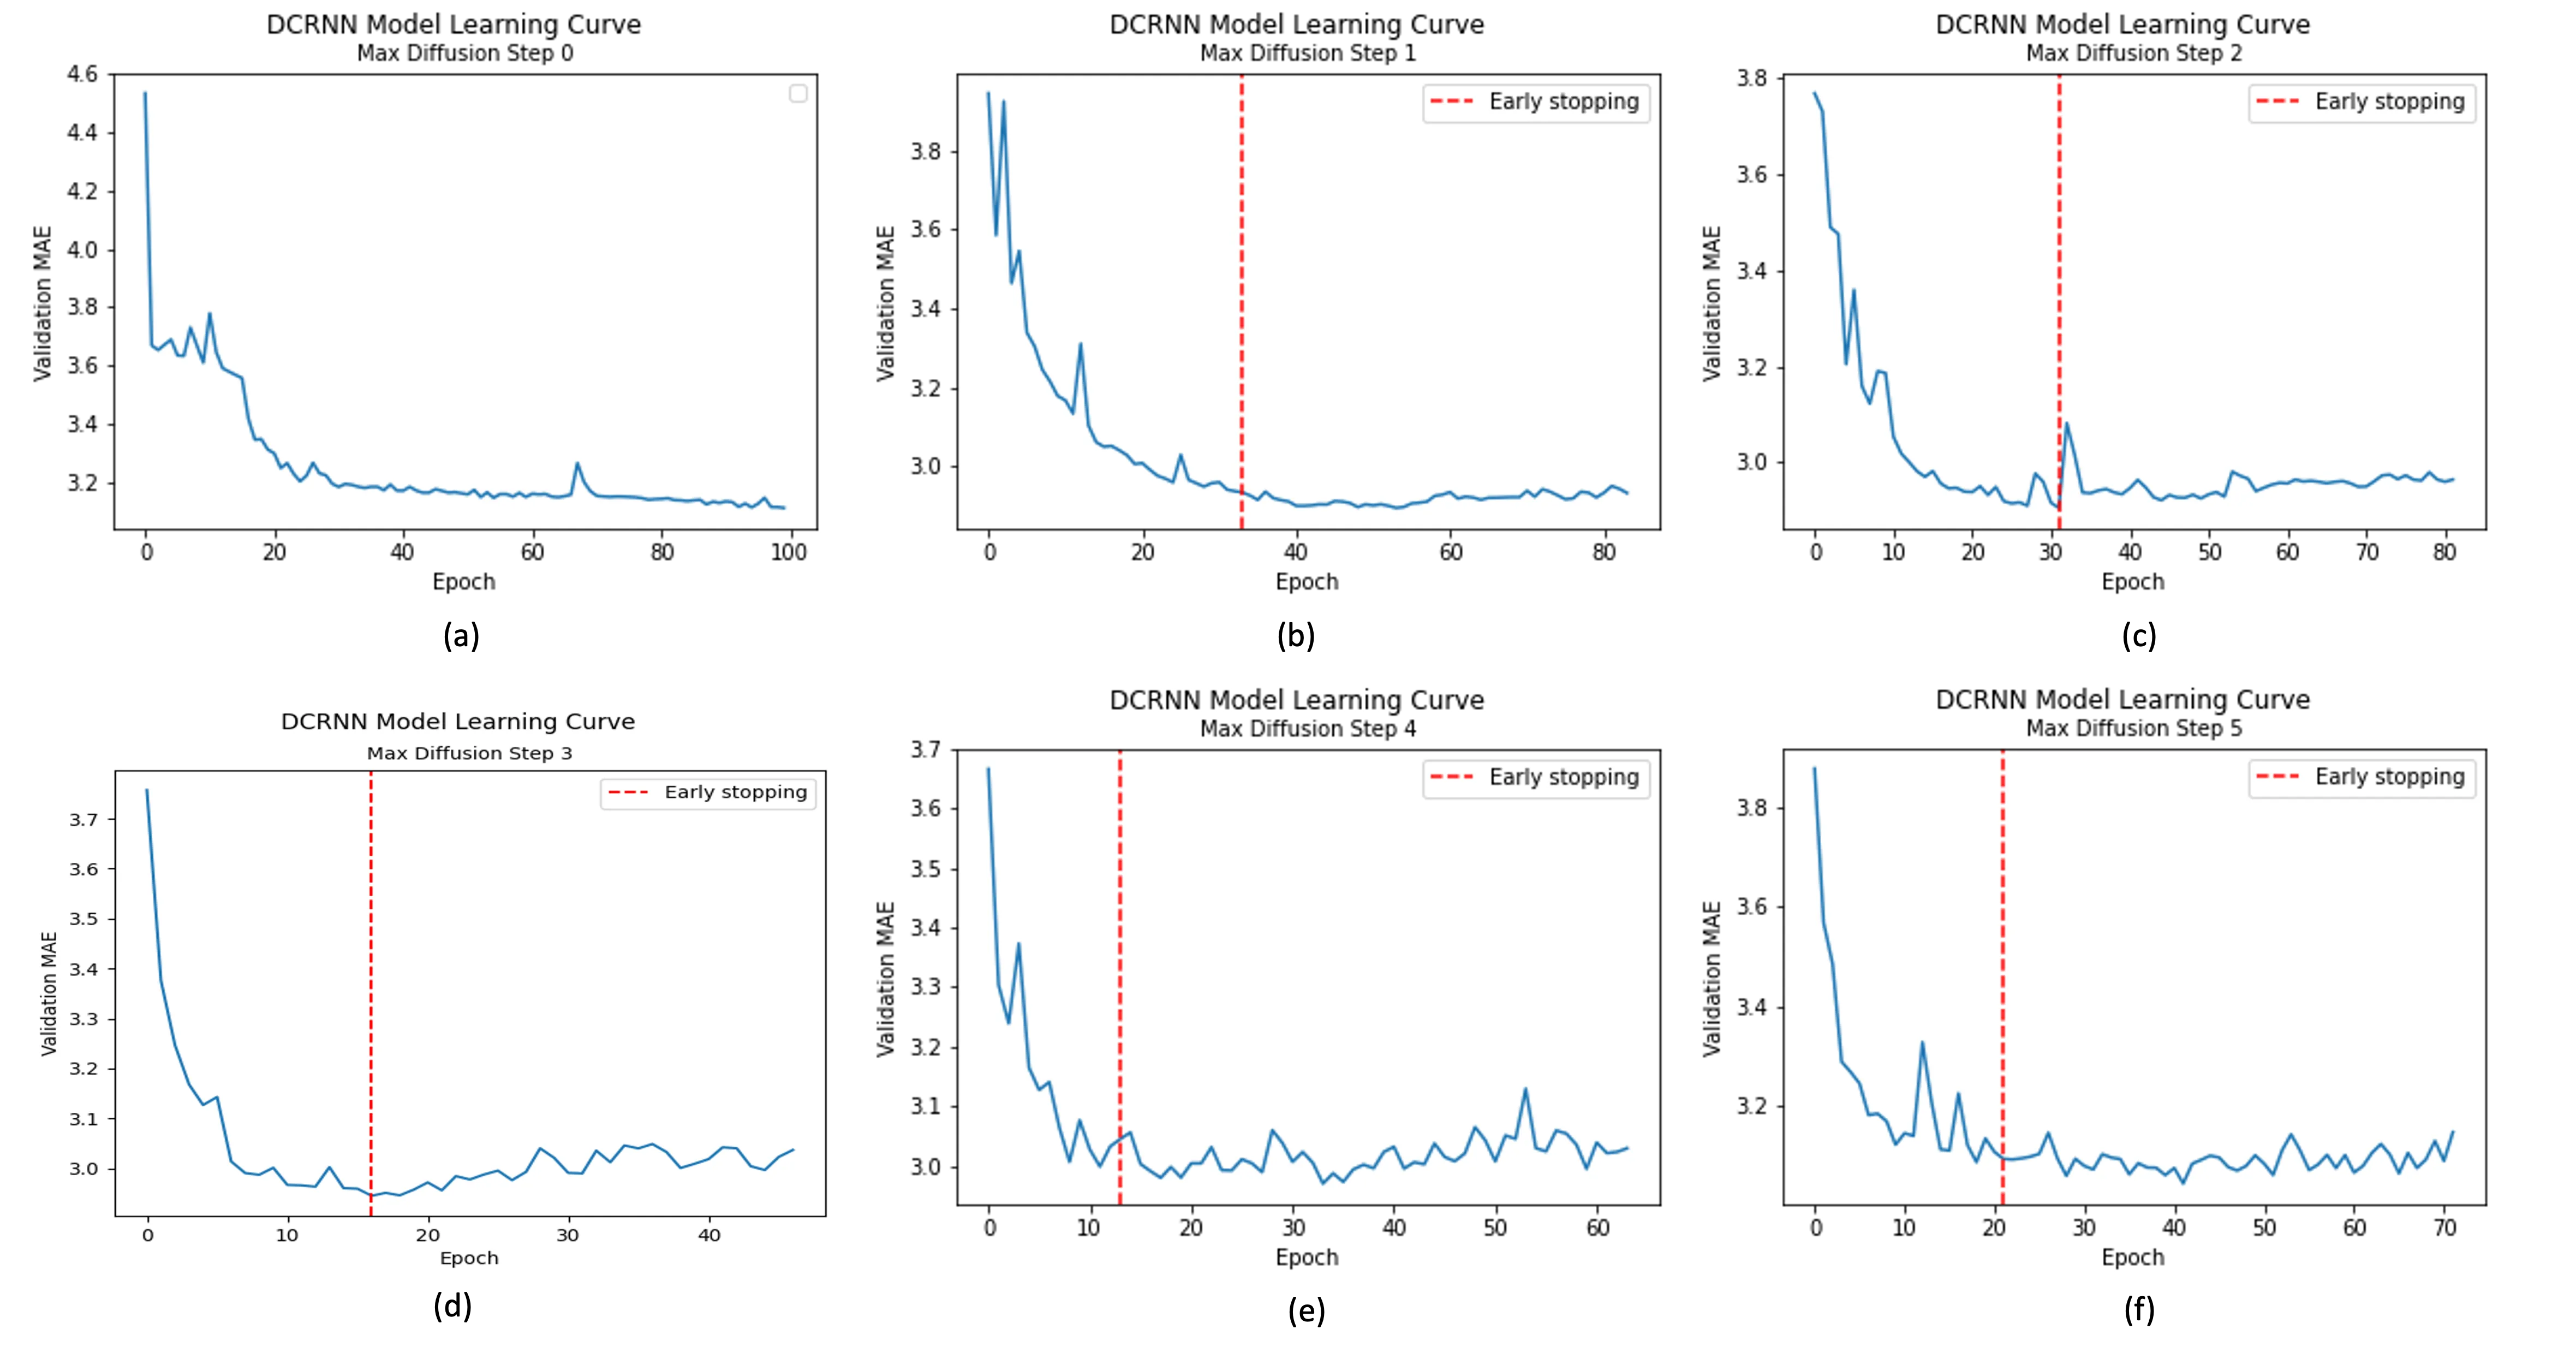 DCRNN Model Learning Curve
Max Diffusion Step 0
4.6
4.4
4.2
4.0
3.8
3.6
3.4
3.2
Validation MAE
0 20 40 60 80 100
Epoch
(a)
DCRNN Model Learning Curve
Max Diffusion Step 1
Early stopping
3.8
3.6
3.4
3.2
3.0
Validation MAE
0 20 40 60 80
Epoch
(b)
DCRNN Model Learning Curve
Max Diffusion Step 2
Early stopping
3.8
3.6
3.4
3.2
3.0
Validation MAE
0 10 20 30 40 50 60 70 80
Epoch
(c)
DCRNN Model Learning Curve
Max Diffusion Step 3
Early stopping
3.7
3.6
3.5
3.4
3.3
3.2
3.1
3.0
Validation MAE
0 10 20 30 40
Epoch
(d)
DCRNN Model Learning Curve
Max Diffusion Step 4
Early stopping
3.7
3.6
3.5
3.4
3.3
3.2
3.1
3.0
Validation MAE
0 10 20 30 40 50 60
Epoch
(e)
DCRNN Model Learning Curve
Max Diffusion Step 5
Early stopping
3.8
3.6
3.4
3.2
Validation MAE
0 10 20 30 40 50 60 70
Epoch
(f)